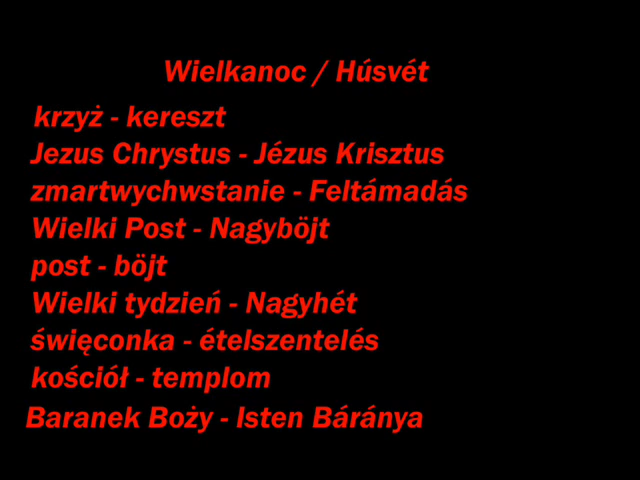 Wielkanoc / Húsvét
krzyż - kereszt
Jezus Chrystus - Jézus Krisztus
zmartwychwstanie - Feltámadás
Wielki Post - Nagyböjt
post - böjt
Wielki tydzień - Nagyhét
święconka - ételszentelés
kościół - templom
Baranek Boży - Isten Báránya